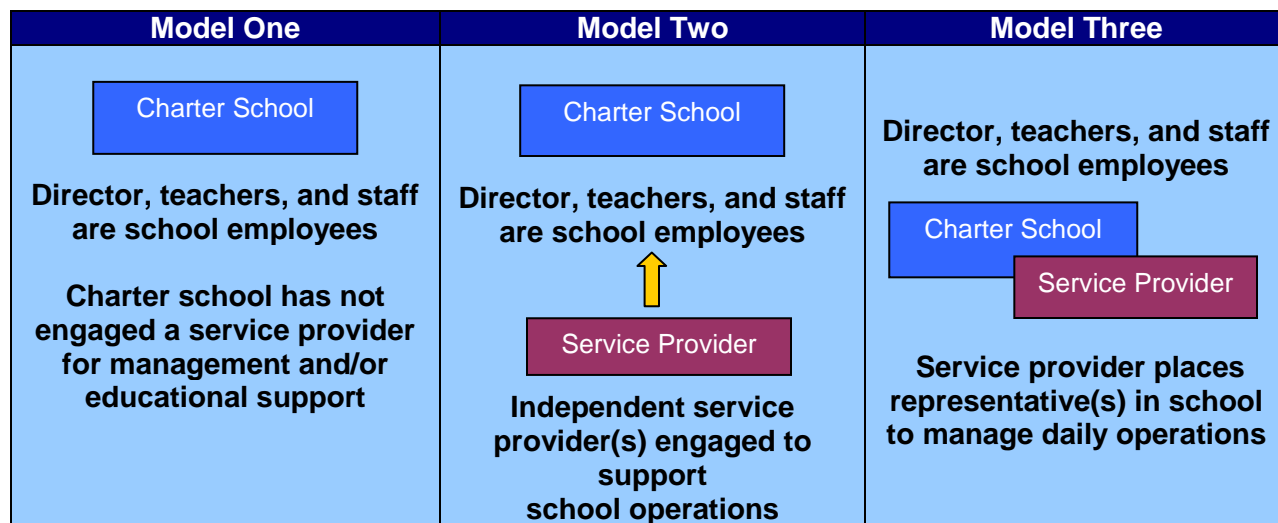 Model One
Charter School
Director, teachers, and staff
are school employees
Charter school has not
engaged a service provider
for management and/or
educational support
Model Two
Charter School
Director, teachers, and staff
are school employees
Service Provider
Independent service
provider(s) engaged to
support
school operations
Model Three
Director, teachers, and staff
are school employees
Charter School
Service Provider
Service provider places
representative(s) in school
to manage daily operations